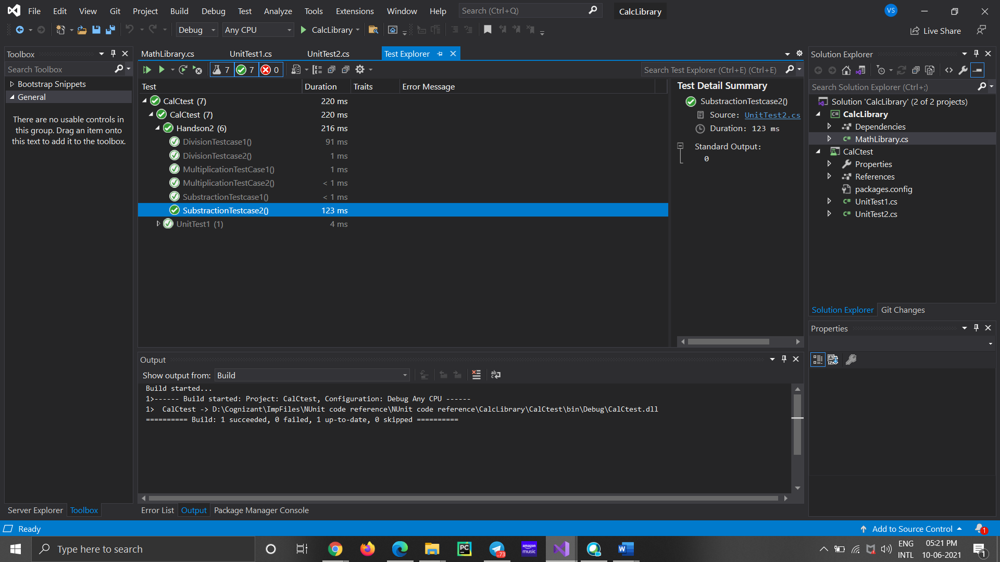 File Edit View Git Project Build Debug Test Analyze Tools Extensions Window Help Search (Ctrl+Q) CalcLibrary VS
Debug Any CPU CalcLibrary Live Share
Toolbox
Search Toolbox
Bootstrap Snippets
General
There are no usable controls in
this group. Drag an item onto
this text to add it to the toolbox.
Server Explorer Toolbox
MathLibrary.cs UnitTest1.cs UnitTest2.cs Test Explorer
7 7 0 Search Test Explorer (Ctrl+E) (Ctrl+E)
Test Duration Traits Error Message
CalCtest (7) 220 ms
CalCtest (7) 220 ms
Handson2 (6) 216 ms
DivisionTestcase1() 91 ms
DivisionTestcase2() 1 ms
MultiplicationTestCase1() 1 ms
MultiplicationTestCase2() < 1 ms
SubstractionTestcase1() < 1 ms
SubstractionTestcase2() 123 ms
UnitTest1 (1) 4 ms
Test Detail Summary
SubstractionTestcase2()
Source: UnitTest2.cs
Duration: 123 ms
Standard Output:
0
Output
Show output from: Build
Build started...
1>------ Build started: Project: CalCtest, Configuration: Debug Any CPU ------
1>  CalCtest -> D:\Cognizant\ImpFiles\NUnit code reference\NUnit code reference\CalcLibrary\CalCtest\bin\Debug\CalCtest.dll
========== Build: 1 succeeded, 0 failed, 1 up-to-date, 0 skipped ==========
Error List Output Package Manager Console
Solution Explorer
Search Solution Explorer (Ctrl+;)
Solution 'CalcLibrary' (2 of 2 projects)
CalcLibrary
Dependencies
MathLibrary.cs
CalCtest
Properties
References
packages.config
UnitTest1.cs
UnitTest2.cs
Solution Explorer Git Changes
Properties
Ready Add to Source Control 1
Type here to search PC ..73 amazon music W ENG INTL 05:21 PM 10-06-2021 1